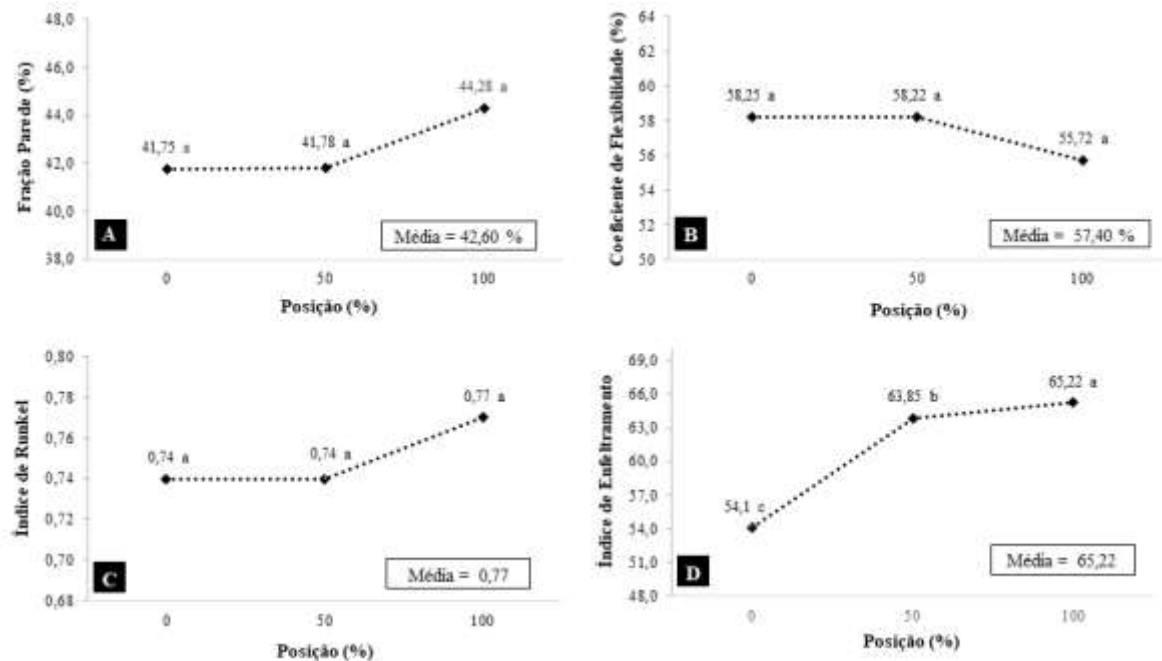 48,0
46,0
44,0
42,0
40,0
38,0
Fração Parede (%)
41,75 a
41,78 a
44,28 a
A
Média = 42,60 %
0 50 100
Posição (%)
64
62
60
58
56
54
52
50
Coeficiente de Flexibilidade (%)
58,25 a
58,22 a
55,72 a
B
Média = 57,40 %
0 50 100
Posição (%)
0,80
0,78
0,76
0,74
0,72
0,70
0,68
Índice de Runkel
0,74 a
0,74 a
0,77 a
C
Média = 0,77
0 50 100
Posição (%)
69,0
66,0
63,0
60,0
57,0
54,0
51,0
48,0
Índice de Enfeltramento
54,1 c
63,85 b
65,22 a
D
Média = 65,22
0 50 100
Posição (%)